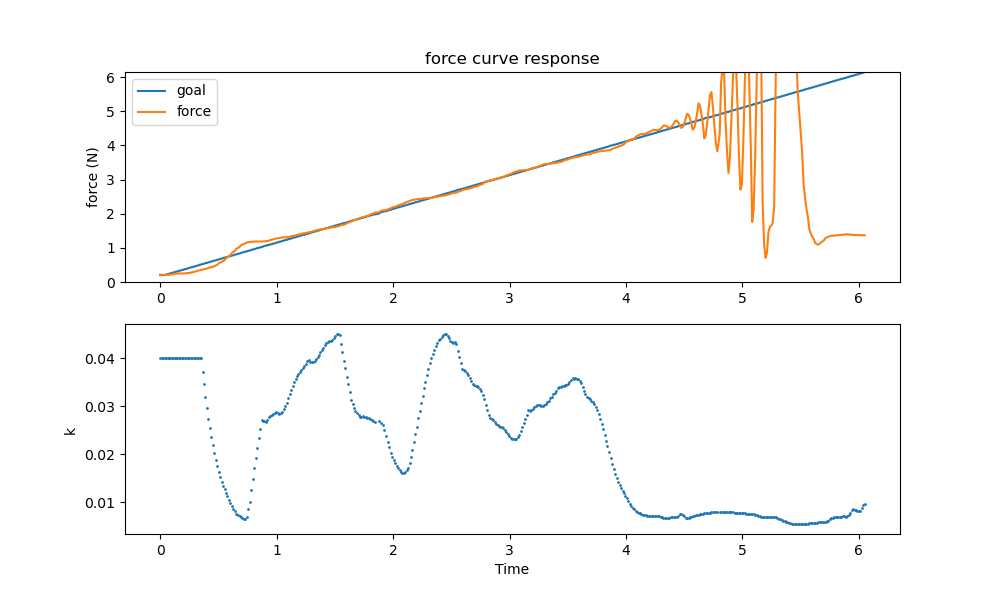 force curve response
force (N)
6
5
4
3
2
1
0
goal
force
0 1 2 3 4 5 6
k
0.04
0.03
0.02
0.01
0 1 2 3 4 5 6
Time